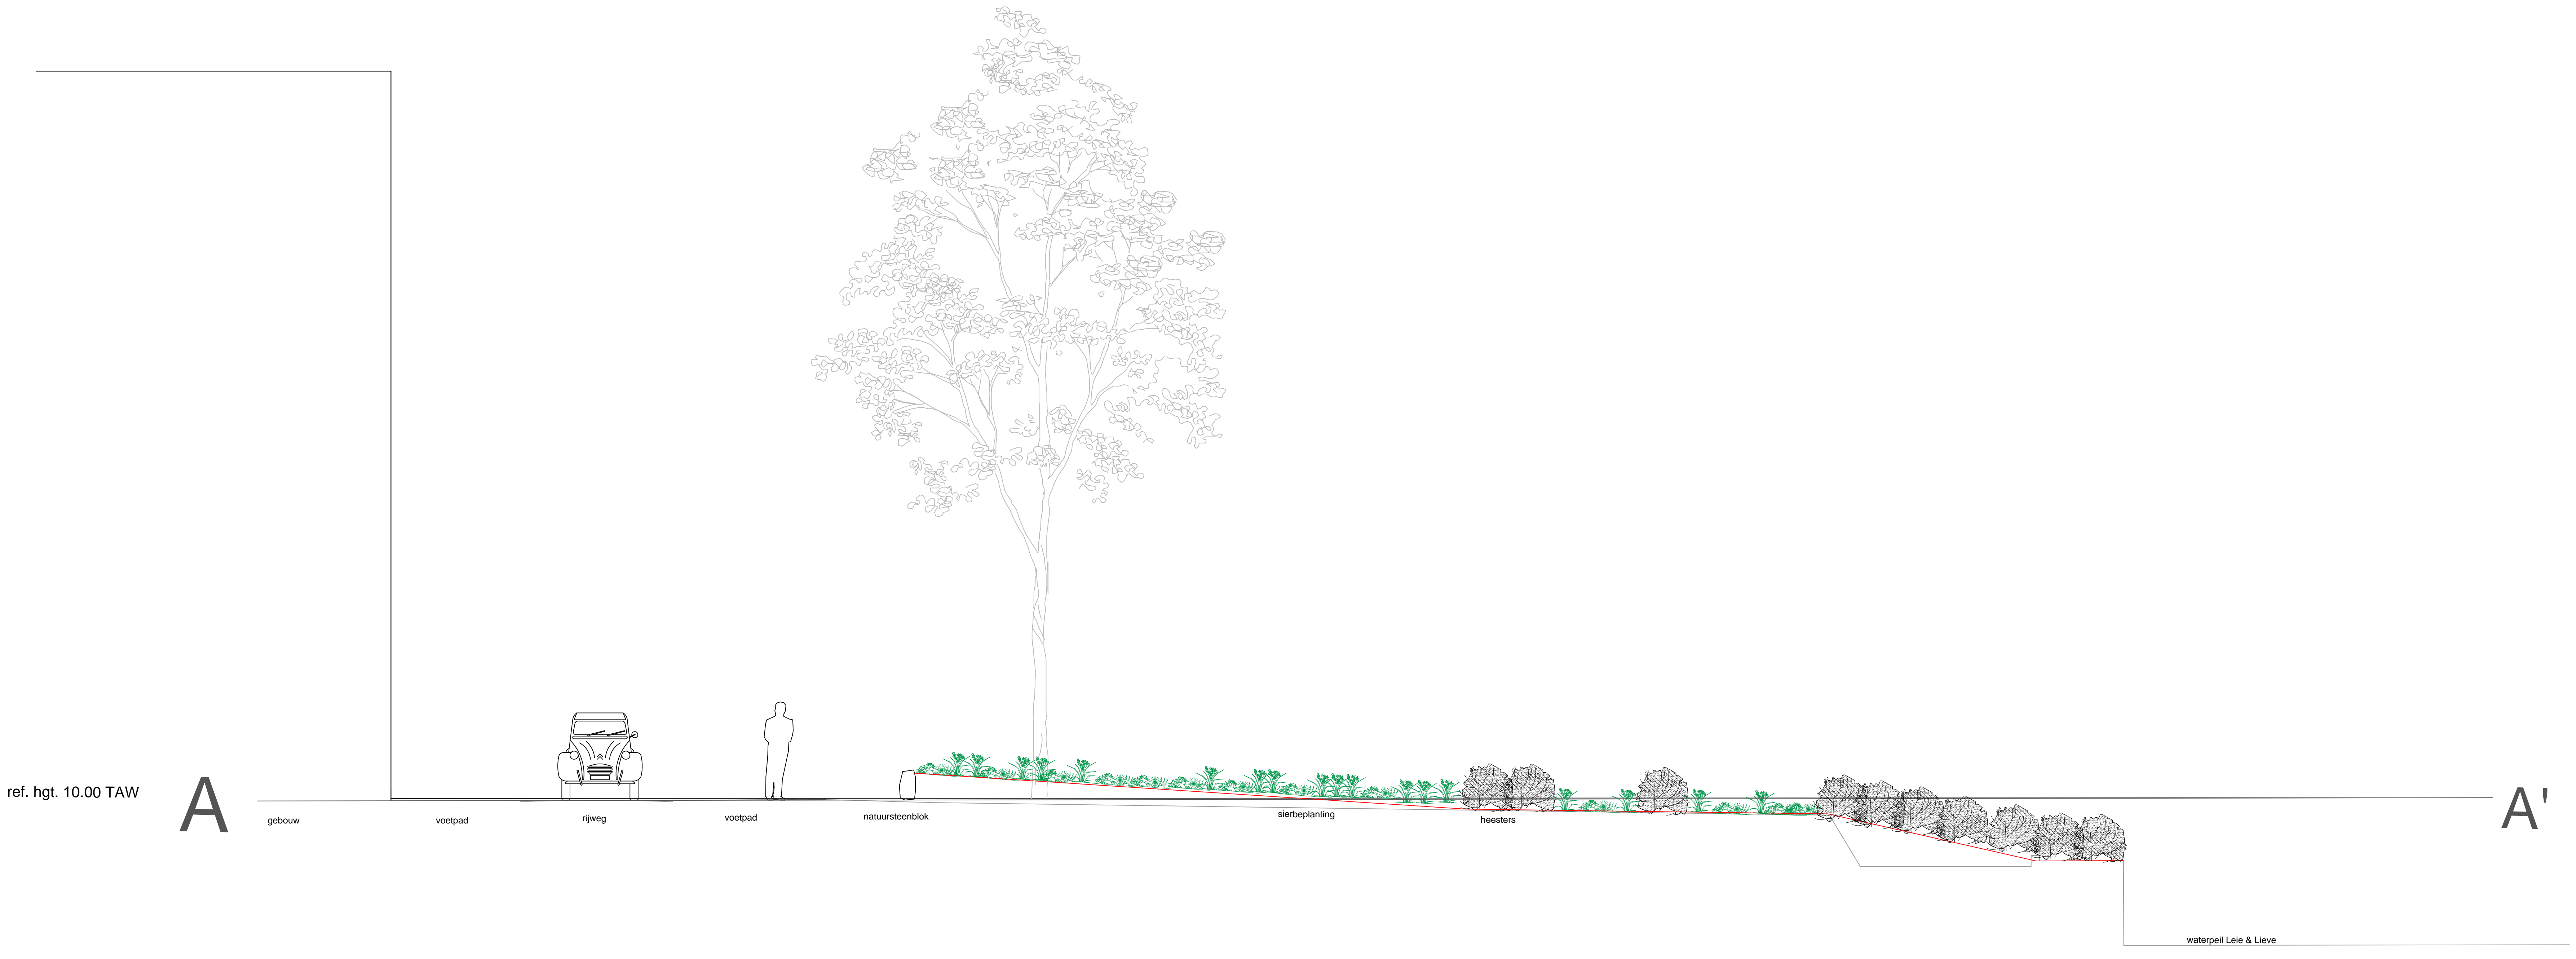 ref. hgt. 10.00 TAW
A
A'
gebouw
voetpad
rijweg
voetpad
natuursteenblok
sierbeplanting
heesters
waterpeil Leie & Lieve